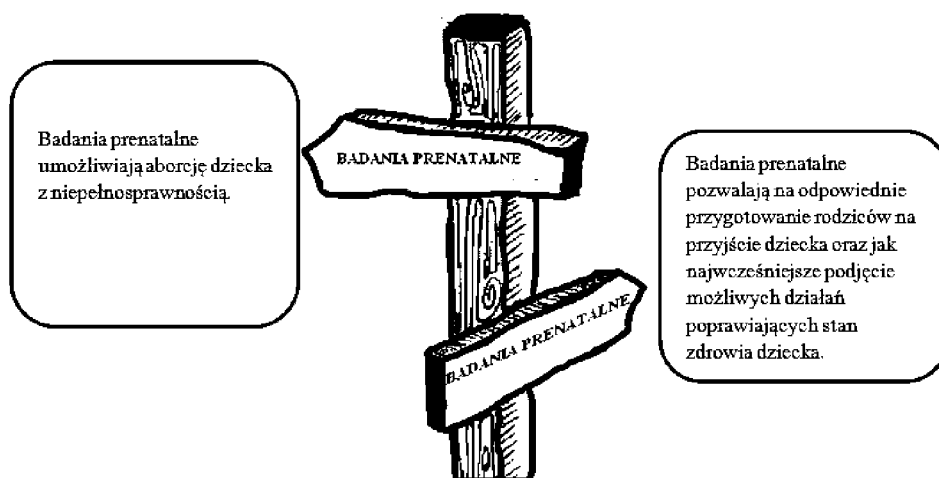 Badania prenatalne
umożliwiają aborcję dziecka
z niepełnosprawnością.
BADANIA PRENATALNE
Badania prenatalne
pozwalają na odpowiednie
przygotowanie rodziców na
przyjście dziecka oraz jak
najwcześniejsze podjęcie
możliwych działań
poprawiających stan
zdrowia dziecka.
BADANIA PRENATALNE